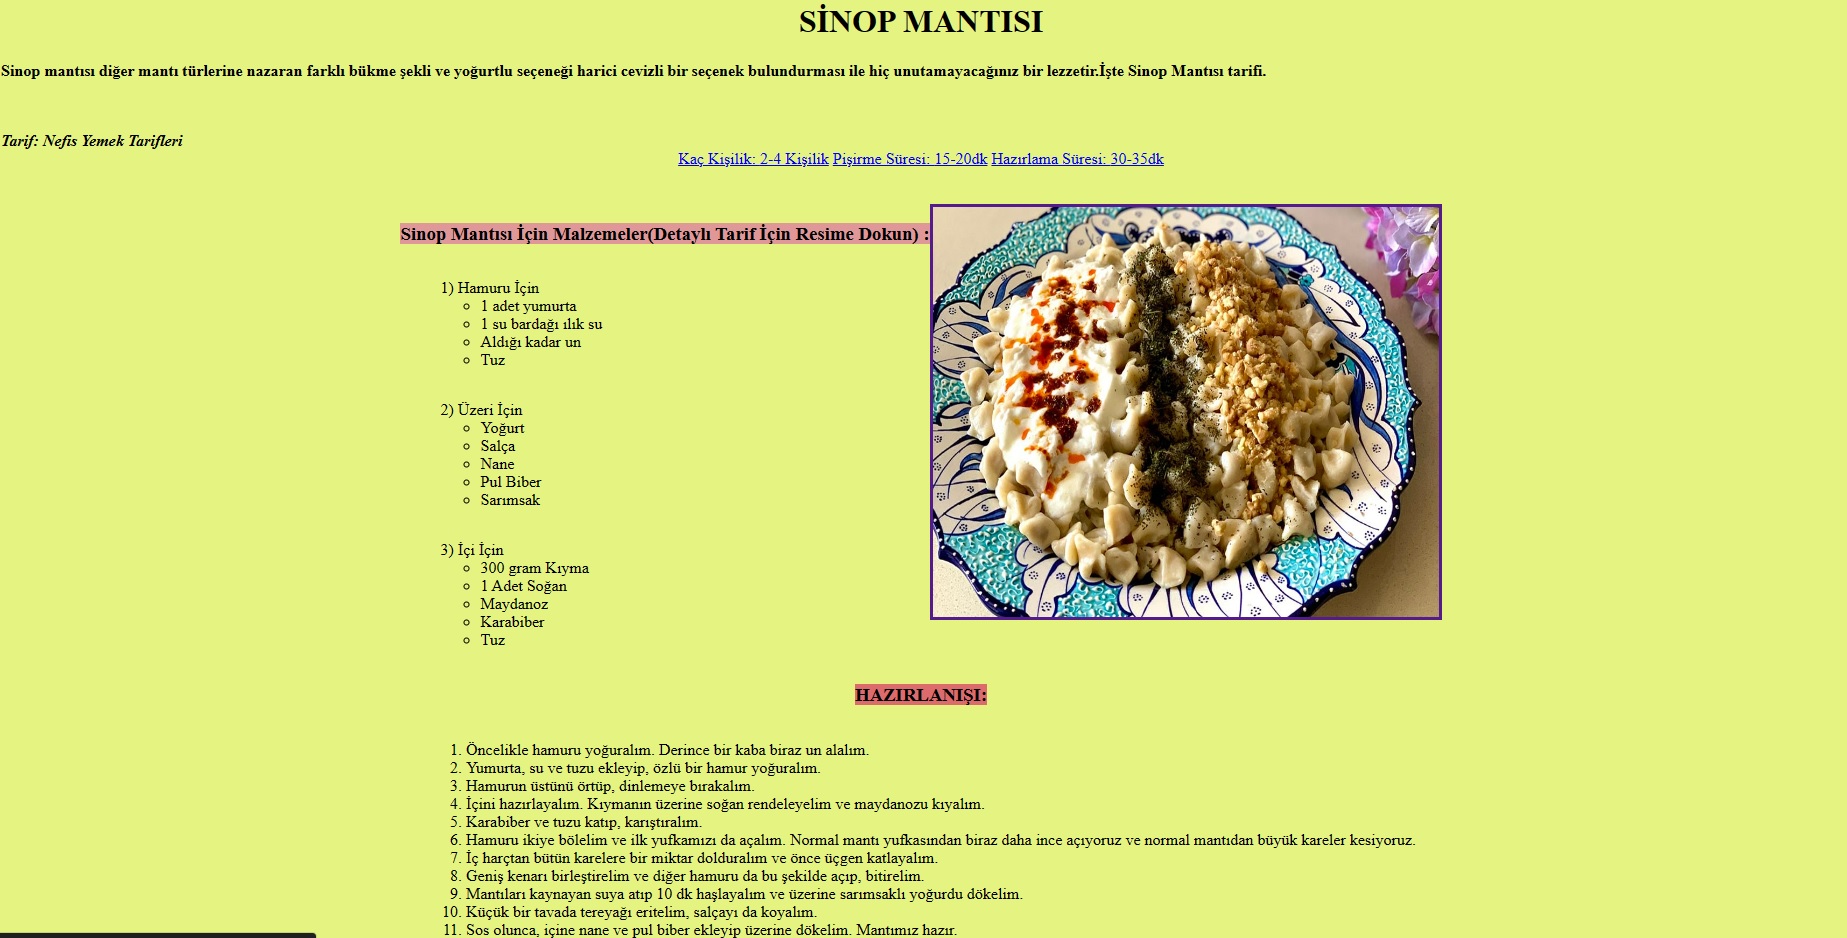 SİNOP MANTISI
Sinop mantısı diğer mantı türlerine nazaran farklı bükme şekli ve yoğurtlu seçeneği harici cevizli bir seçenek bulundurması ile hiç unutamayacağınız bir lezzetir.İşte Sinop Mantısı tarifi.
Tarif: Nefis Yemek Tarifleri
Kaç Kişilik: 2-4 Kişilik Pişirme Süresi: 15-20dk Hazırlama Süresi: 30-35dk
Sinop Mantısı İçin Malzemeler(Detaylı Tarif İçin Resime Dokun) :
1) Hamuru İçin
1 adet yumurta
1 su bardağı ılık su
Aldığı kadar un
Tuz
2) Üzeri İçin
Yoğurt
Salça
Nane
Pul Biber
Sarımsak
3) İçi İçin
300 gram Kıyma
1 Adet Soğan
Maydanoz
Karabiber
Tuz
HAZIRLANIŞI:
1. Öncelikle hamuru yoğuralım. Derince bir kaba biraz un alalım.
2. Yumurta, su ve tuzu ekleyip, özlü bir hamur yoğuralım.
3. Hamurun üstünü örtüp, dinlemeye bırakalım.
4. İçini hazırlayalım. Kıymanın üzerine soğan rendeleyelim ve maydanozu kıyalım.
5. Karabiber ve tuzu katıp, karıştıralım.
6. Hamuru ikiye bölelim ve ilk yufkamızı da açalım. Normal mantı yufkasından biraz daha ince açıyoruz ve normal mantıdan büyük kareler kesiyoruz.
7. İç harçtan bütün karelere bir miktar dolduralım ve önce üçgen katlayalım.
8. Geniş kenarı birleştirelim ve diğer hamuru da bu şekilde açıp, bitirelim.
9. Mantıları kaynayan suya atıp 10 dk haşlayalım ve üzerine sarımsaklı yoğurdu dökelim.
10. Küçük bir tavada tereyağı eritelim, salçayı da koyalım.
11. Sos olunca, içine nane ve pul biber ekleyip üzerine dökelim. Mantımız hazır.